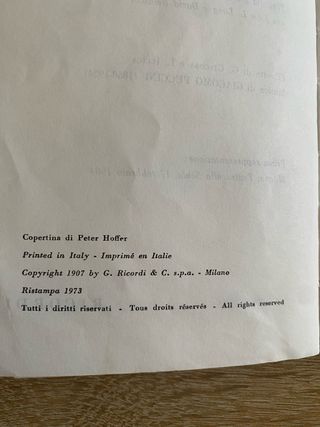 Copertina di Peter Hoffer
Printed in Italy - Imprimé en Italie
Copyright 1907 by G. Ricordi & C. s.p.a. - Milano
Ristampa 1973
Tutti i diritti riservati - Tous droits réservés - All rights reserved